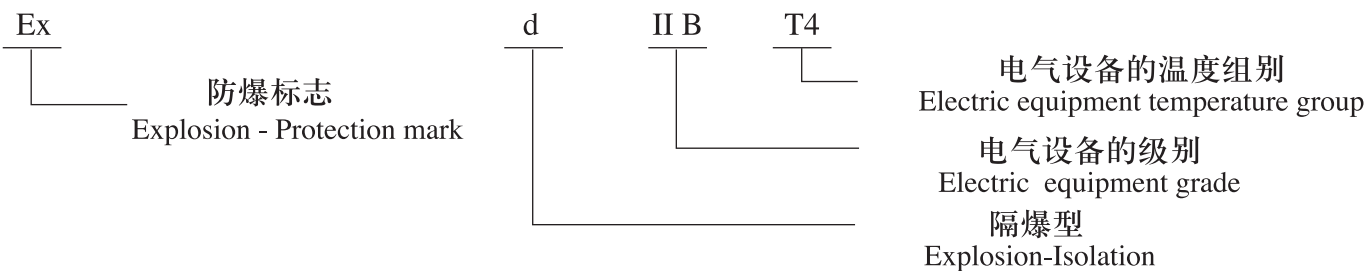 Ex d II B T4
电气设备的温度组别
Electric equipment temperature group
防爆标志
Explosion - Protection mark
电气设备的级别
Electric equipment grade
隔爆型
Explosion-Isolation